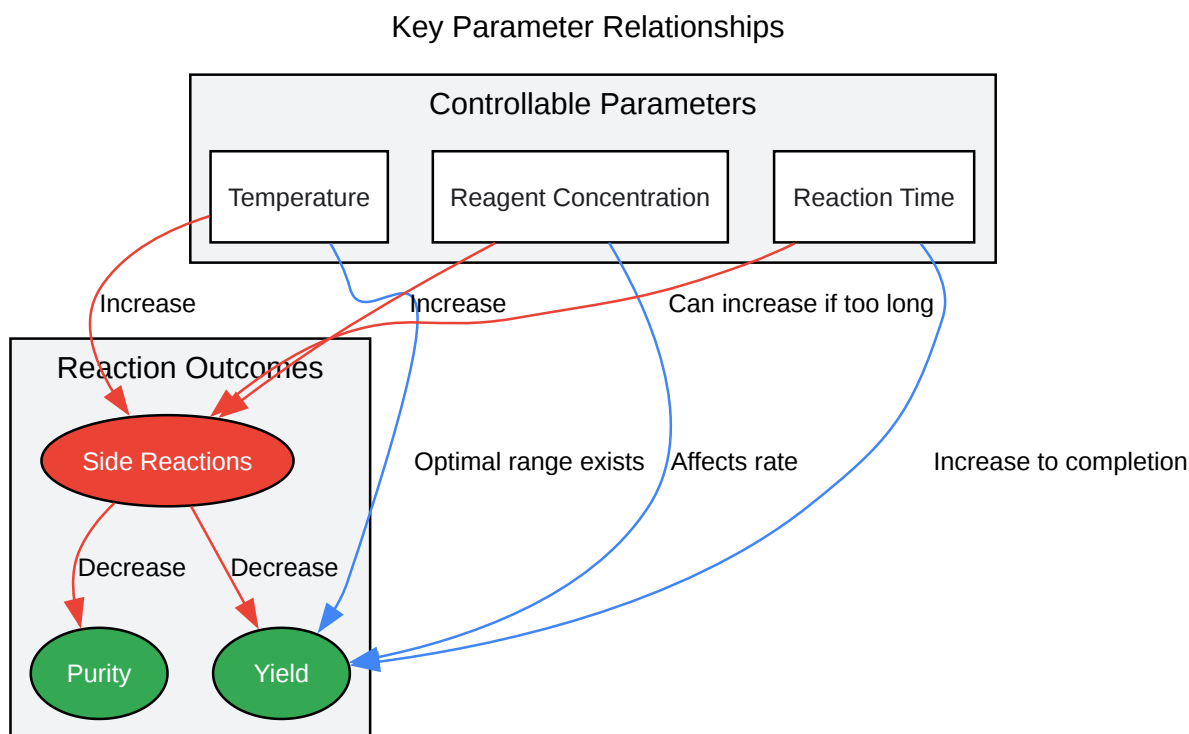 Key Parameter Relationships
Controllable Parameters
Temperature
Reagent Concentration
Reaction Time
Increase
Increase
Can increase if too long
Reaction Outcomes
Side Reactions
Optimal range exists
Affects rate
Increase to completion
Decrease
Decrease
Purity
Yield